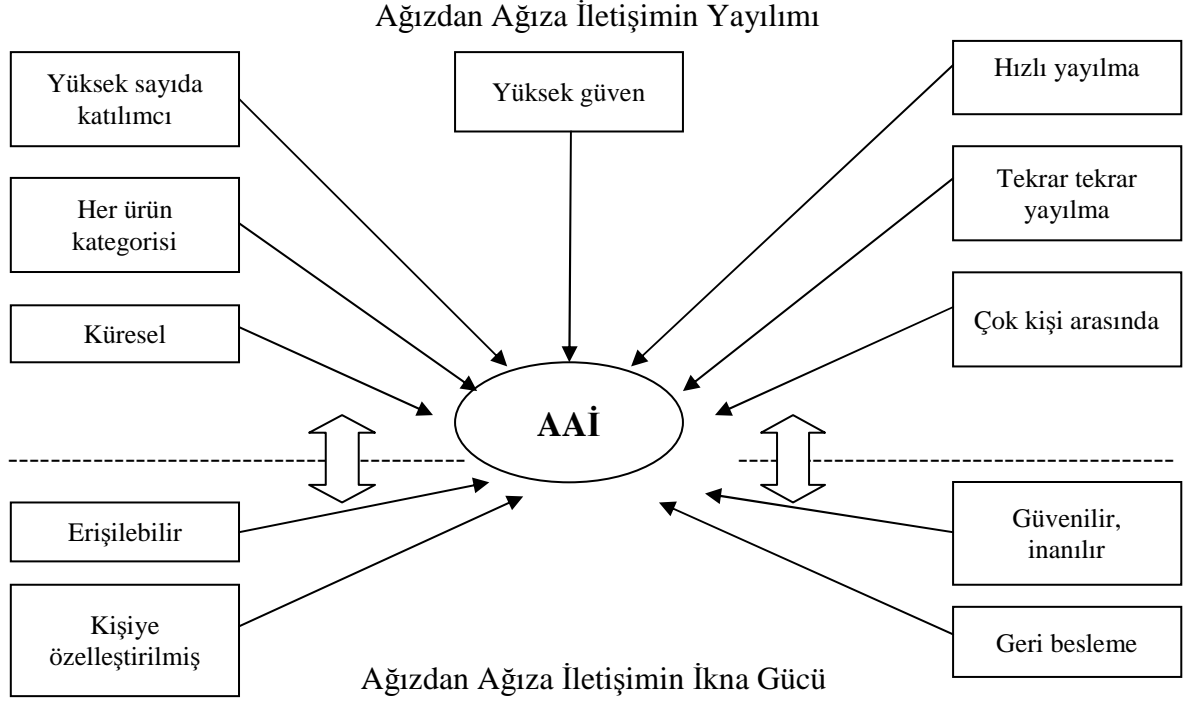 Ağızdan Ağıza İletişimin Yayılımı
Yüksek sayıda
katılımcı
Yüksek güven
Hızlı yayılma
Her ürün
kategorisi
Tekrar tekrar
yayılma
Küresel
Çok kişi arasında
AAİ
Erişilebilir
Güvenilir,
inanılır
Kişiye
özelleştirilmiş
Geri besleme
Ağızdan Ağıza İletişimin İkna Gücü